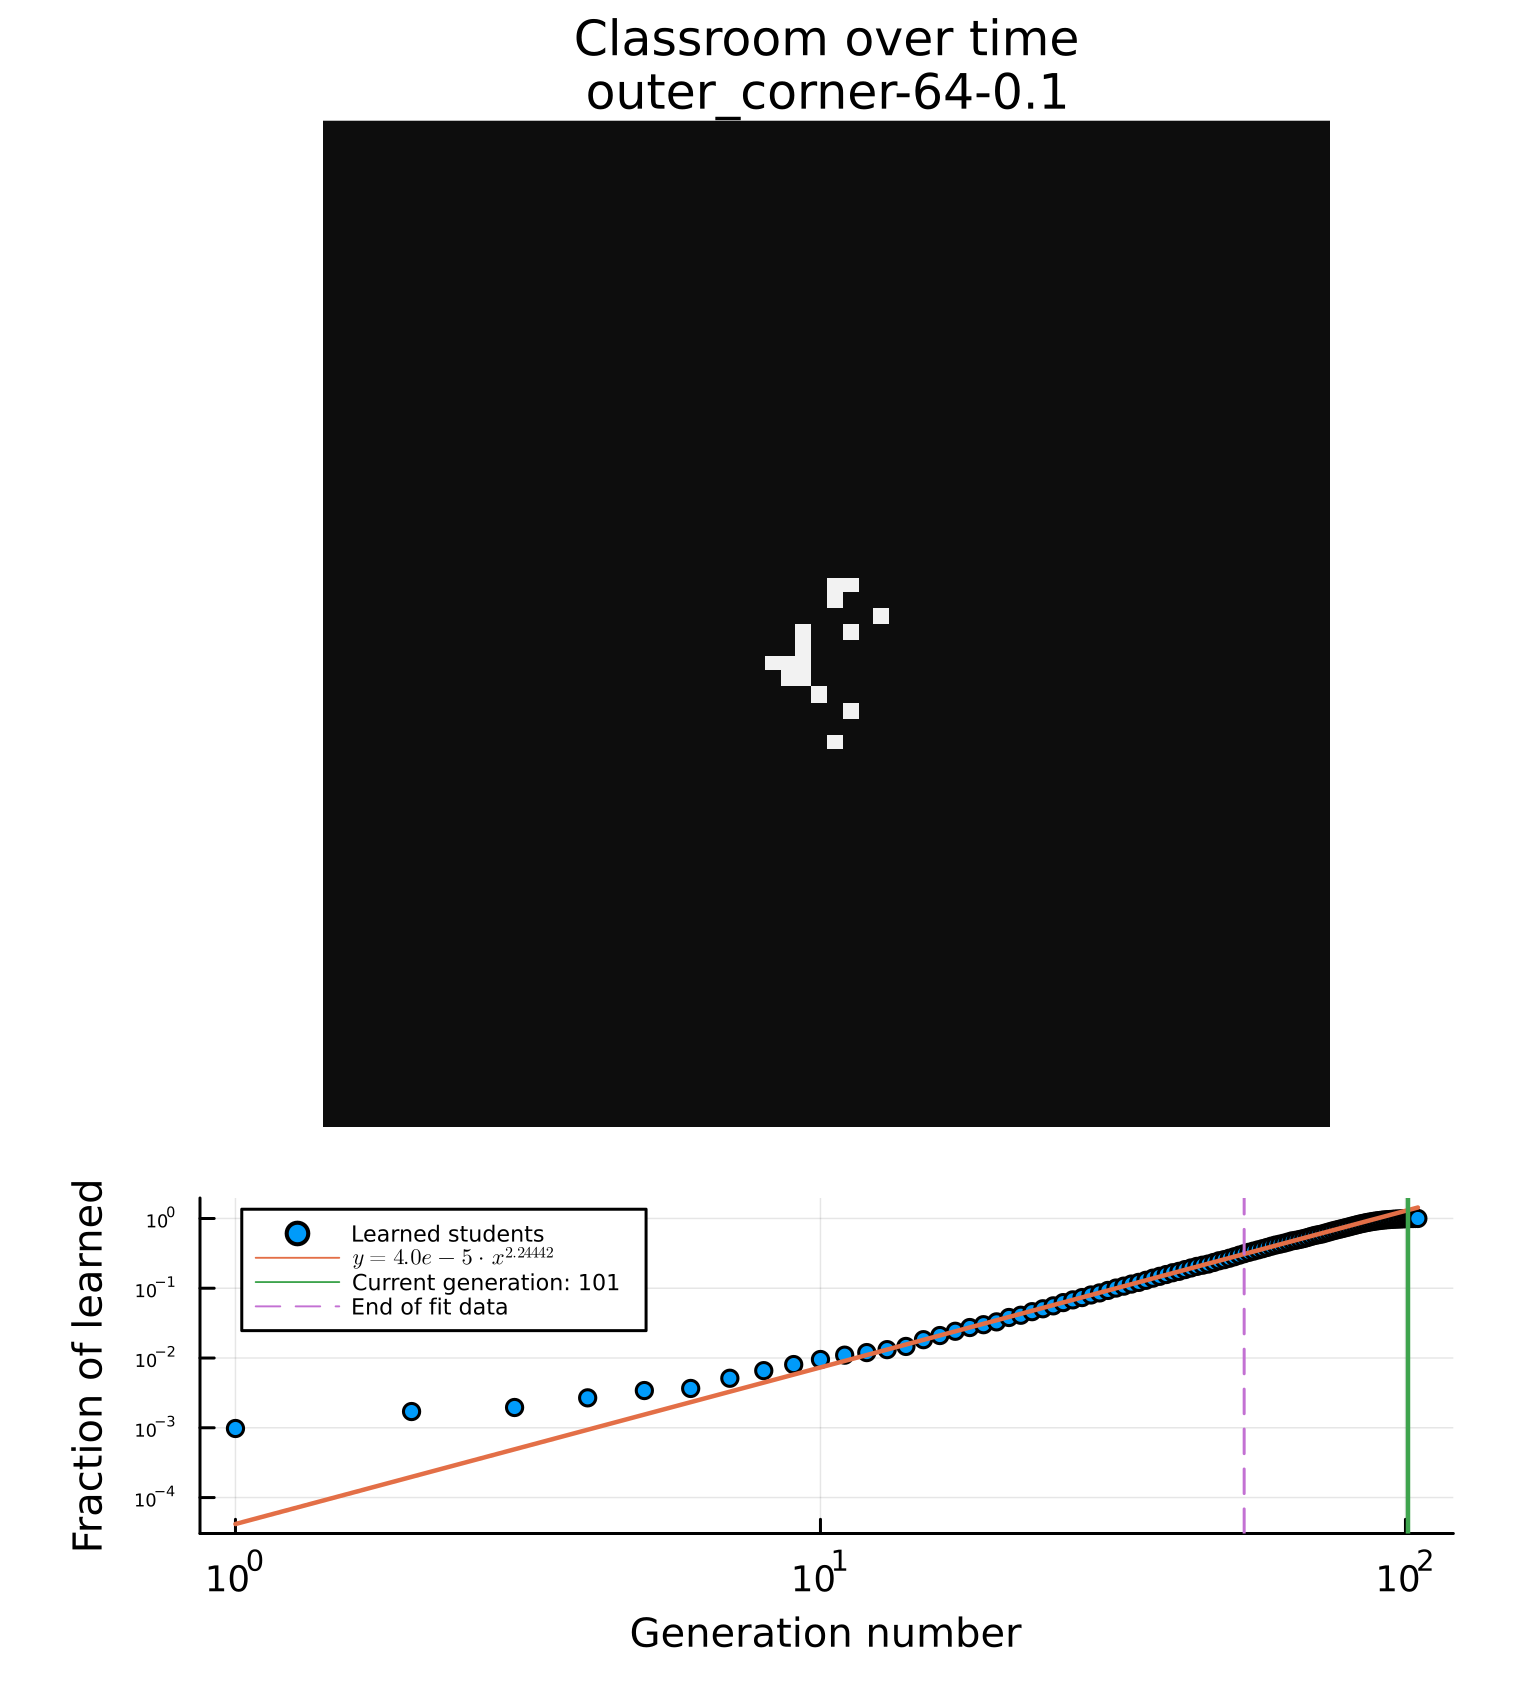 Classroom over time
outer_corner-64-0.1
Fraction of learned
10^0
10^-1
10^-2
10^-3
10^-4
Learned students
y = 4.0e − 5 · x^2.24442
Current generation: 101
End of fit data
10^0 10^1 10^2
Generation number